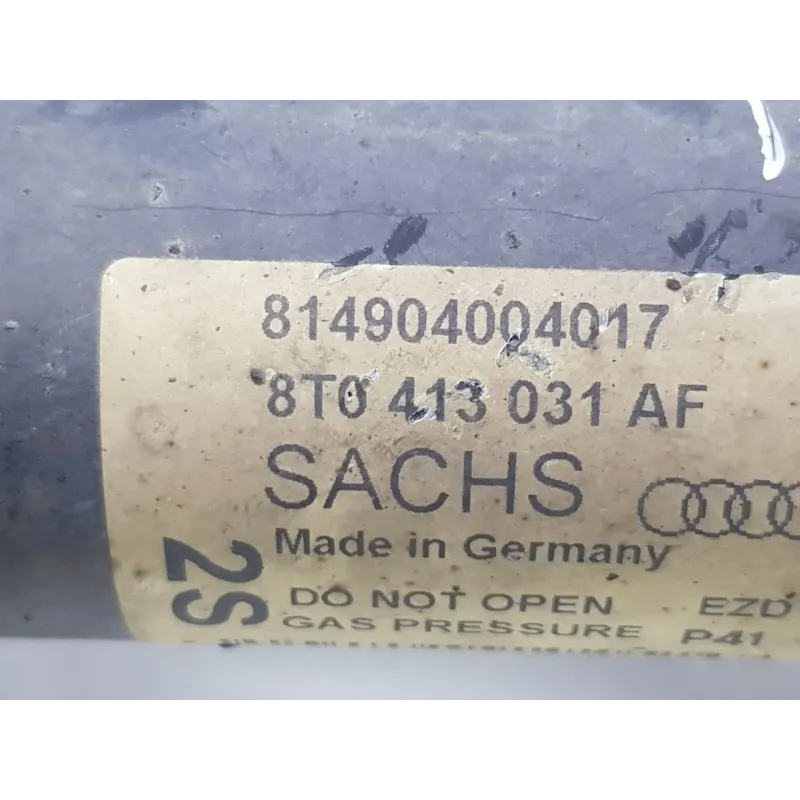 814904004017
8T0 413 031 AF
SACHS
Made in Germany
2S
DO NOT OPEN EZD
GAS PRESSURE P41